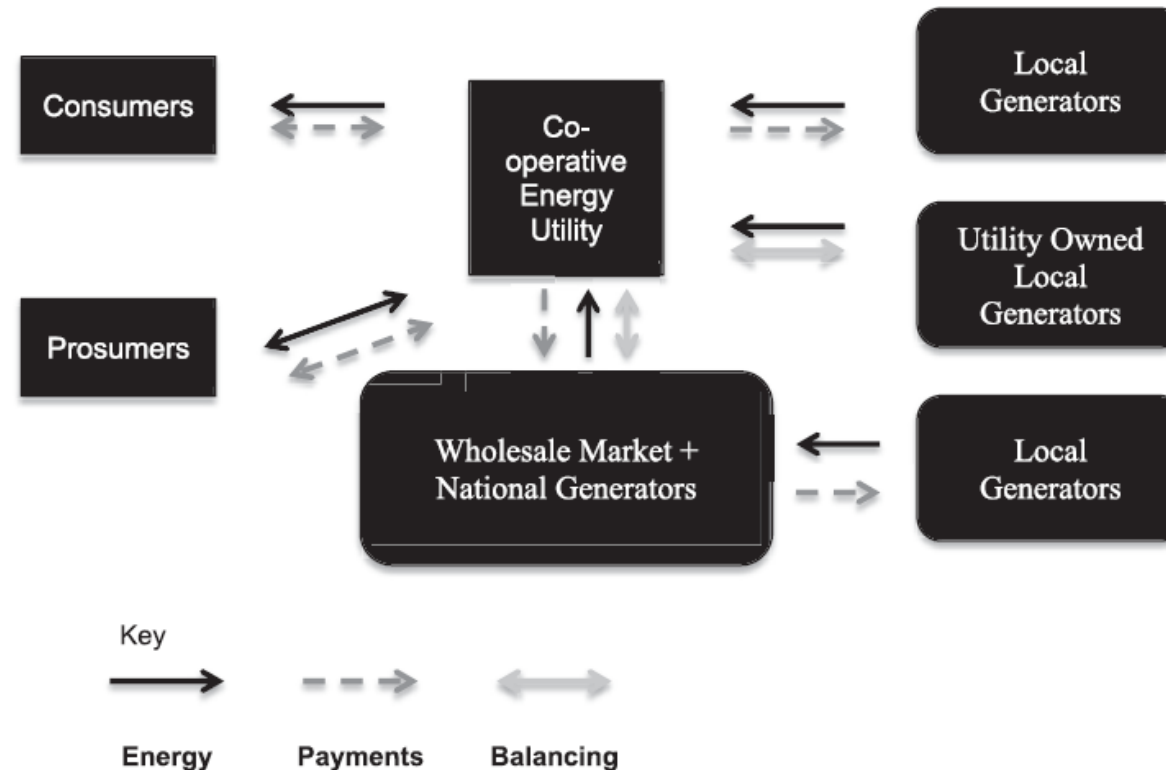 Consumers
Co-
operative
Energy
Utility
Local
Generators
Utility Owned
Local
Generators
Prosumers
Wholesale Market +
National Generators
Local
Generators
Key
Energy
Payments
Balancing